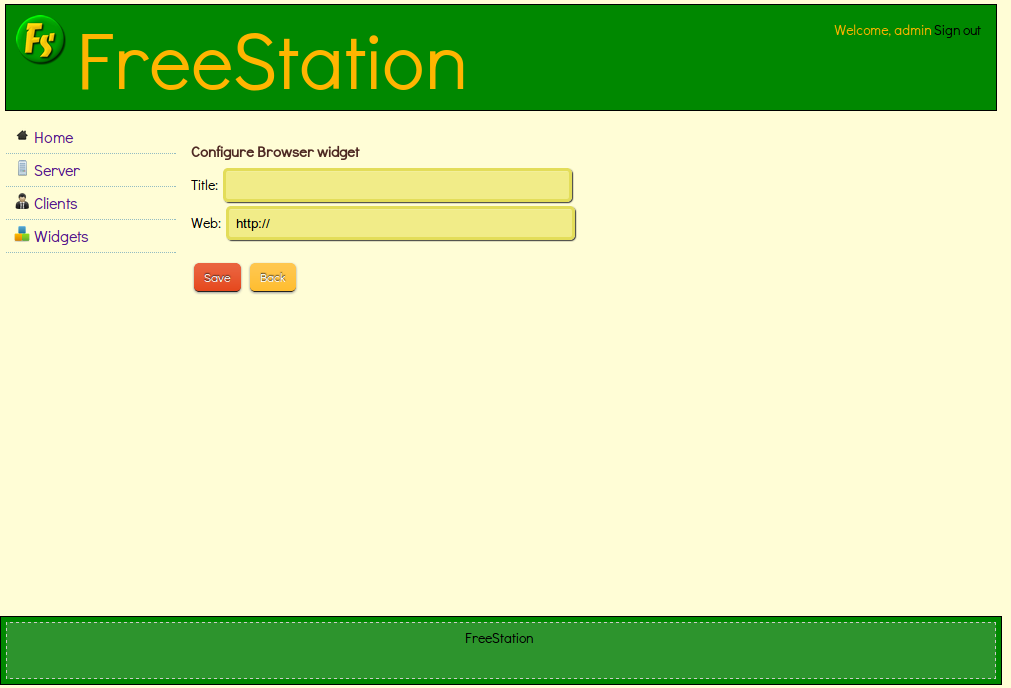 Fs
FreeStation
Welcome, admin Sign out
Home
Server
Clients
Widgets
Configure Browser widget
Title:
Web: http://
Save Back
FreeStation